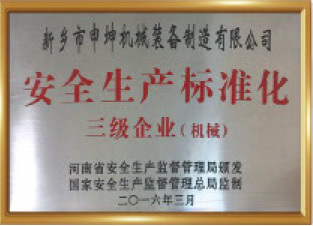 新乡市申坤机械装备制造有限公司
安全生产标准化
三级企业(机械)
河南省安全生产监督管理局颁发
国家安全生产监督管理总局监制
二〇一六年三月